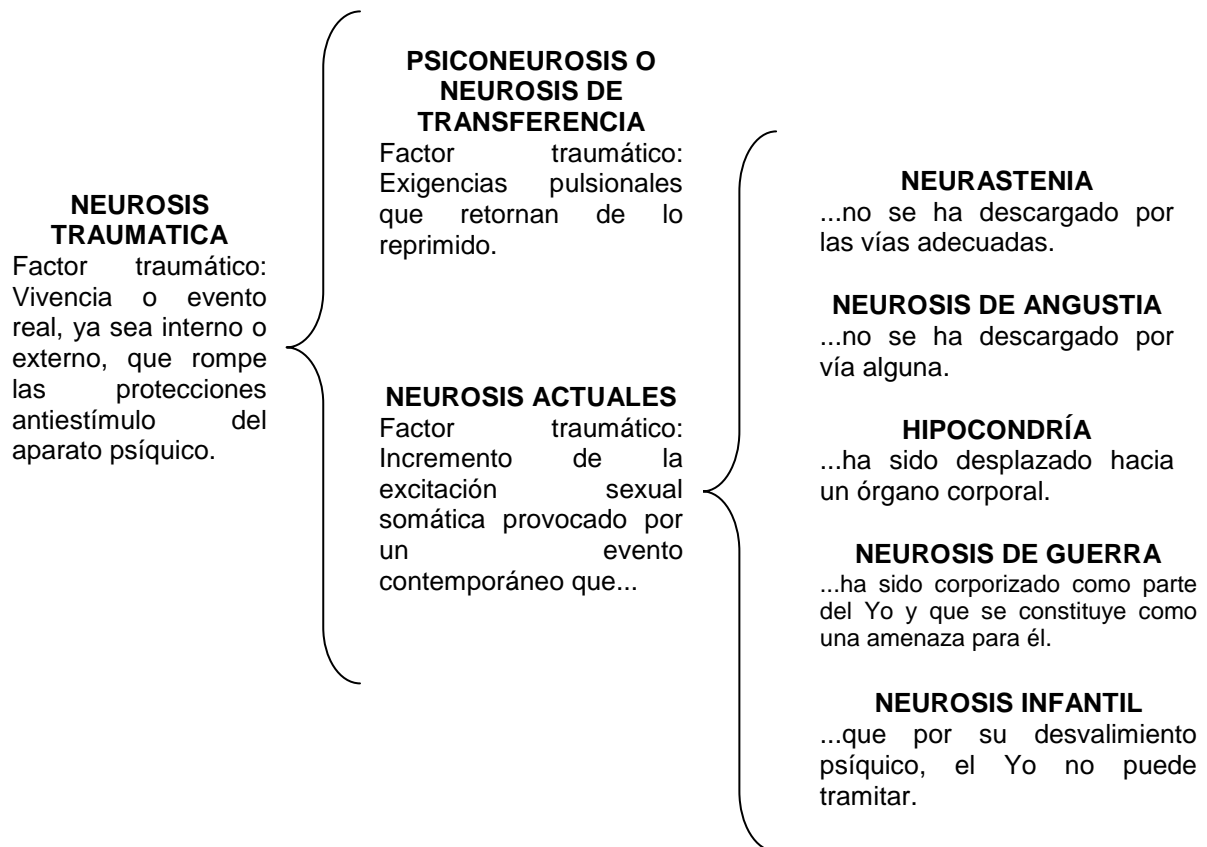 NEUROSIS
TRAUMATICA
Factor traumático:
Vivencia o evento
real, ya sea interno o
externo, que rompe
las protecciones
antiestímulo del
aparato psíquico.
PSICONEUROSIS O
NEUROSIS DE
TRANSFERENCIA
Factor traumático:
Exigencias pulsionales
que retornan de lo
reprimido.
NEUROSIS ACTUALES
Factor traumático:
Incremento de la
excitación sexual
somática provocado por
un evento
contemporáneo que...
NEURASTENIA
...no se ha descargado por
las vías adecuadas.
NEUROSIS DE ANGUSTIA
...no se ha descargado por
vía alguna.
HIPOCONDRÍA
...ha sido desplazado hacia
un órgano corporal.
NEUROSIS DE GUERRA
...ha sido corporizado como parte
del Yo y que se constituye como
una amenaza para él.
NEUROSIS INFANTIL
...que por su desvalimiento
psíquico, el Yo no puede
tramitar.